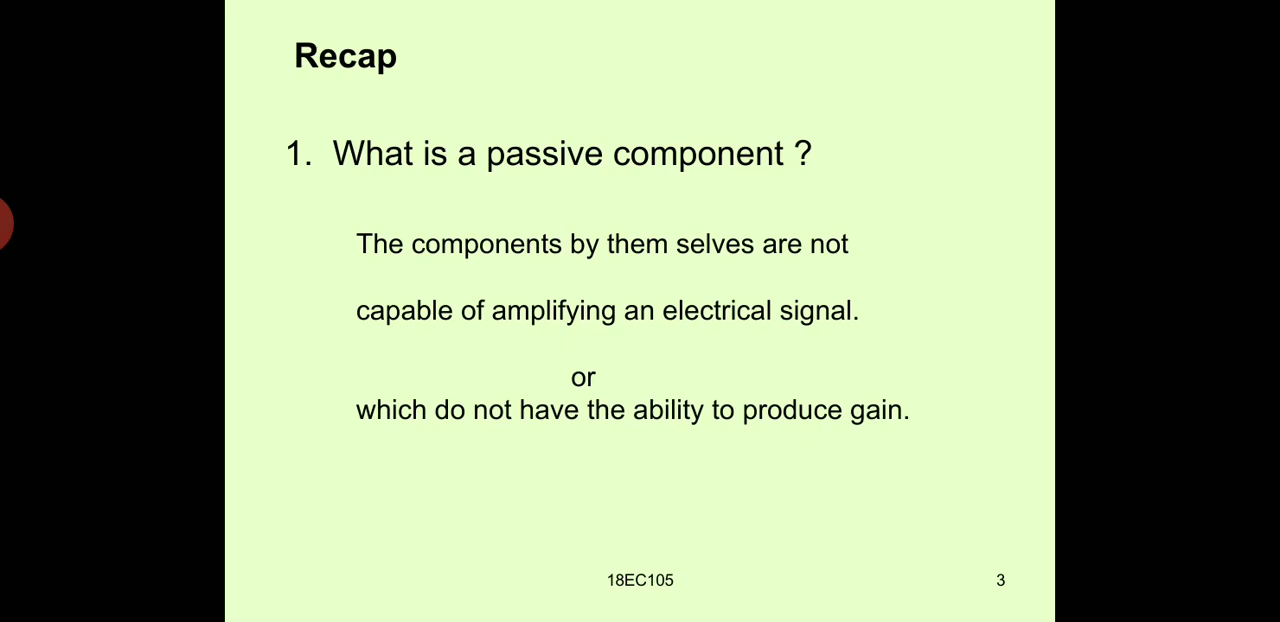 Recap
1. What is a passive component ?
The components by them selves are not
capable of amplifying an electrical signal.
or
which do not have the ability to produce gain.
18EC105
3